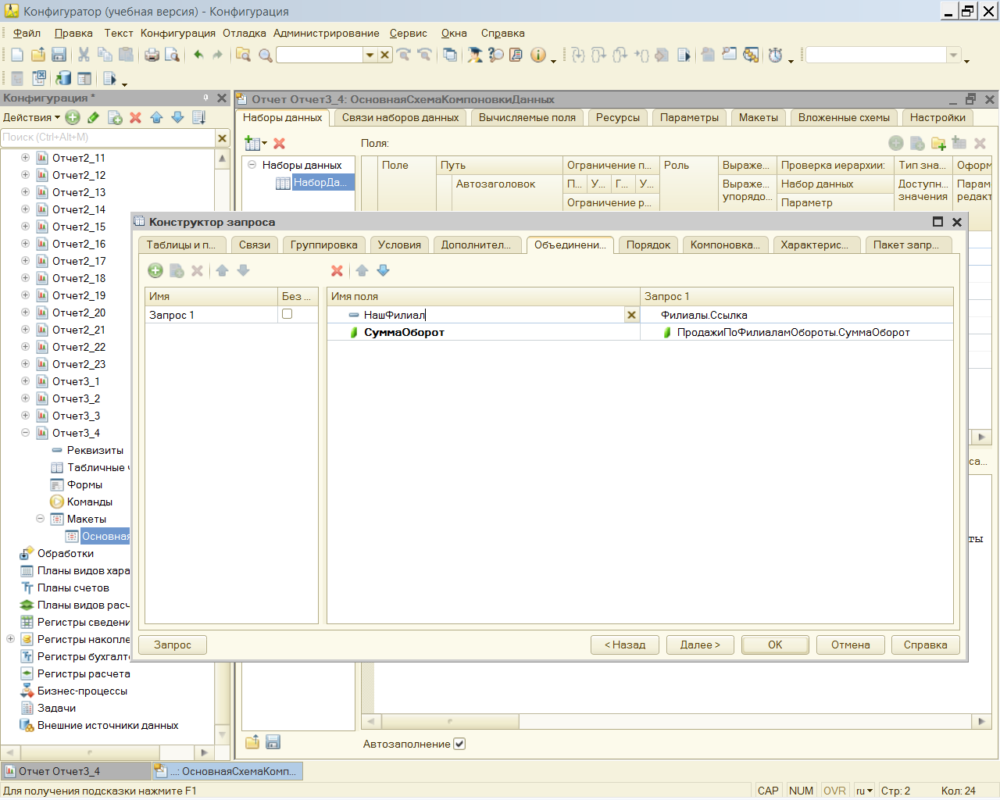 Конфигуратор (учебная версия) - Конфигурация
Файл Правка Текст Конфигурация Отладка Администрирование Сервис Окна Справка
Конфигурация *
Действия
Поиск (Ctrl+Alt+M)
Отчет2_11
Отчет2_12
Отчет2_13
Отчет2_14
Отчет2_15
Отчет2_16
Отчет2_17
Отчет2_18
Отчет2_19
Отчет2_20
Отчет2_21
Отчет2_22
Отчет2_23
Отчет3_1
Отчет3_2
Отчет3_3
Отчет3_4
Реквизиты
Табличные ч
Формы
Команды
Макеты
Основная
Обработки
Планы видов хара
Планы счетов
Планы видов расч
Регистры сведени
Регистры накопле
Регистры бухгалт
Регистры расчета
Бизнес-процессы
Задачи
Внешние источники данных
Отчет Отчет3_4: ОсновнаяСхемаКомпоновкиДанных
Наборы данных Связи наборов данных Вычисляемые поля Ресурсы Параметры Макеты Вложенные схемы Настройки
Поля:
Наборы данных
НаборДа...
Поле Путь Ограничение п... Роль Выраже... Проверка иерархии: Тип зна... Оформ
Автозаголовок П... У... Г... У... Выраже... упорядо... Набор данных Доступн... значения Парам редакт
Ограничение р... Параметр
Конструктор запроса
Таблицы и п... Связи Группировка Условия Дополнител... Объединени... Порядок Компоновка... Характерис... Пакет запр...
Имя Без ...
Запрос 1
Имя поля Запрос 1
НашФилиал Филиалы.Ссылка
СуммаОборот ПродажиПоФилиаламОбороты.СуммаОборот
са...
ты
Запрос < Назад Далее > OK Отмена Справка
Автозаполнение
Отчет Отчет3_4 ...: ОсновнаяСхемаКомп...
Для получения подсказки нажмите F1 CAP NUM OVR ru Стр: 2 Кол: 24